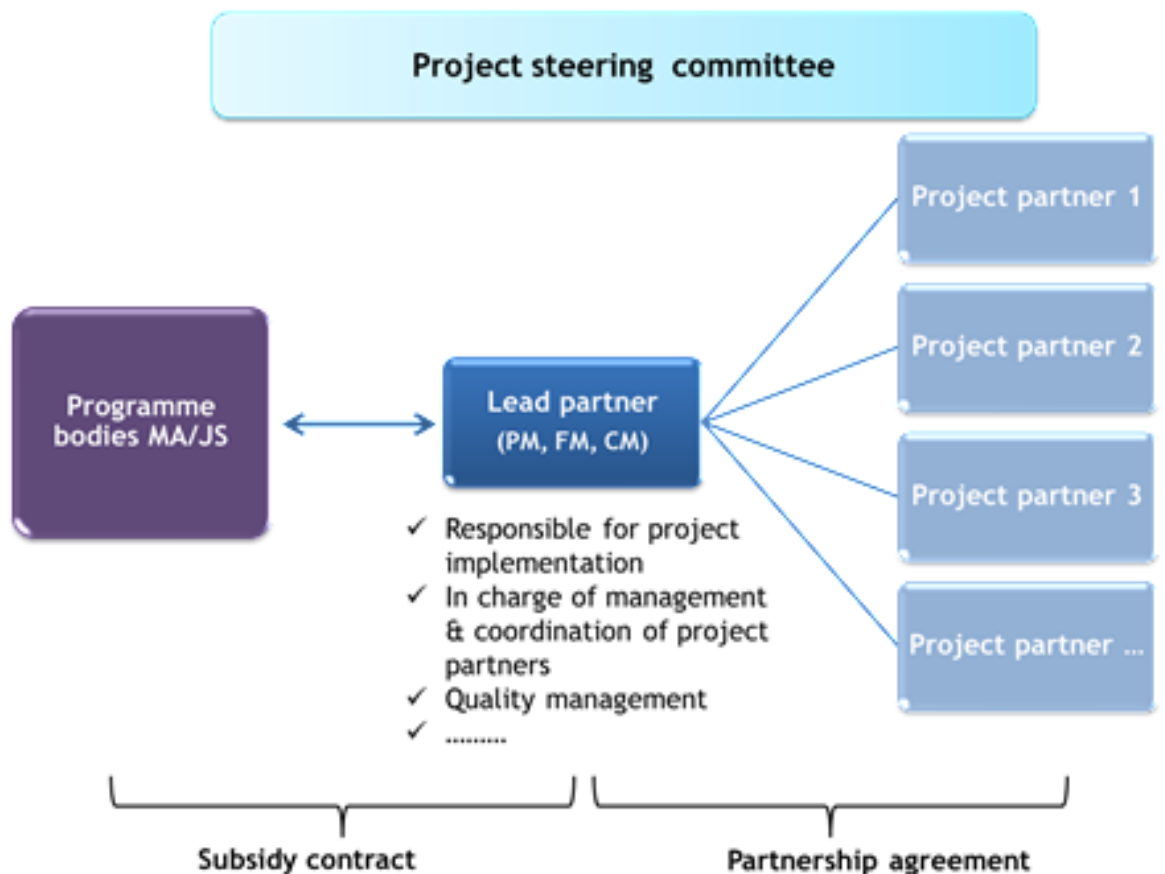 Project steering committee
Project partner 1
Project partner 2
Programme
bodies MA/JS
Lead partner
(PM, FM, CM)
Project partner 3
✓ Responsible for project
implementation
✓ In charge of management
& coordination of project
partners
✓ Quality management
✓ .........
Project partner ...
Subsidy contract
Partnership agreement